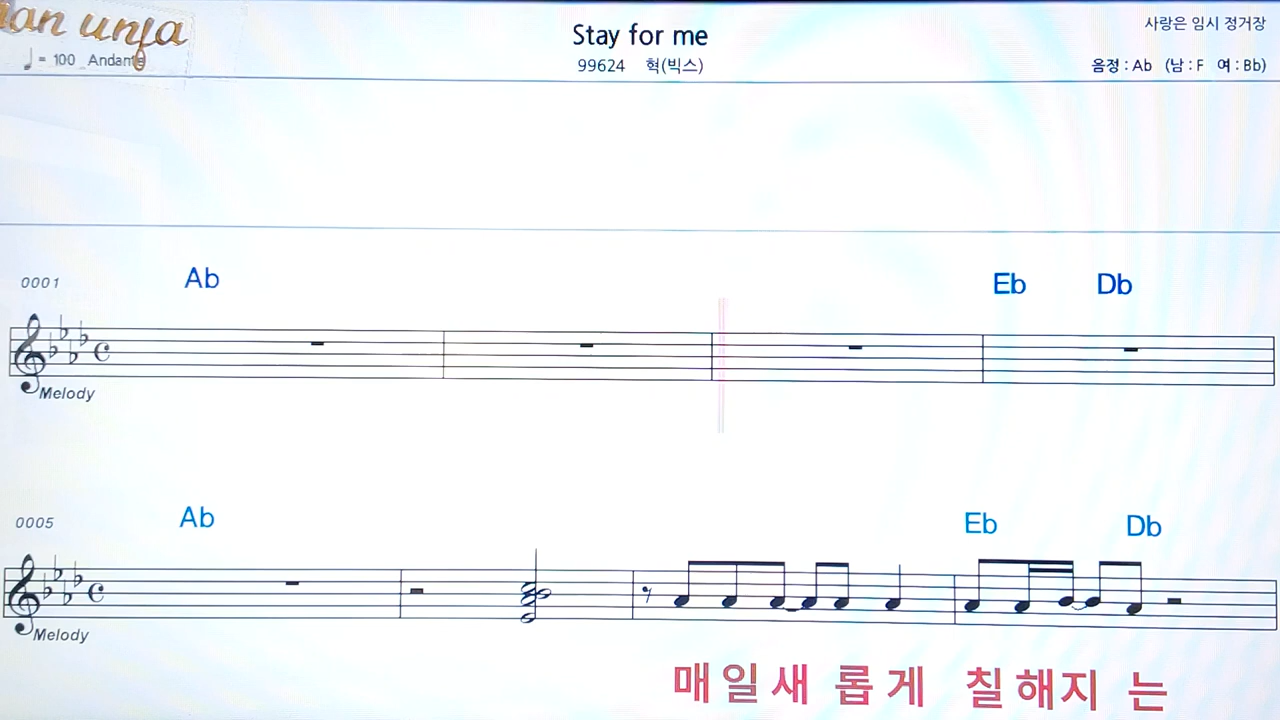 Stay for me
사랑은 임시 정거장
= 100 Andante
99624 혁(빅스)
음정 : Ab (남 : F 여 : Bb)
0001 Ab Eb Db
Melody
0005 Ab Eb Db
Melody
매일새 롭게 칠해지 는